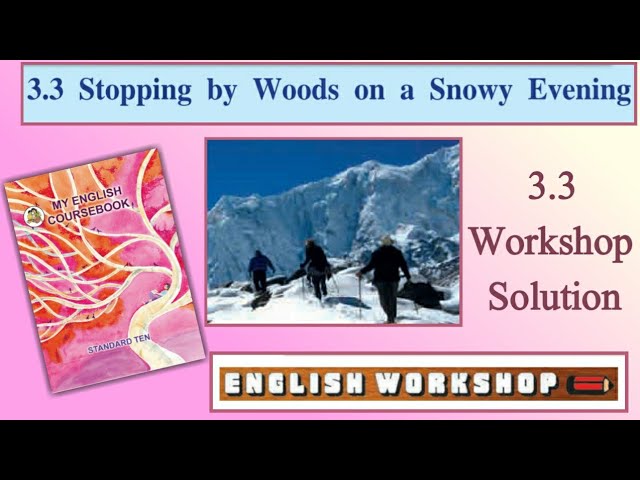 3.3 Stopping by Woods on a Snowy Evening
MY ENGLISH
COURSEBOOK
STANDARD TEN
3.3
Workshop
Solution
ENGLISH WORKSHOP